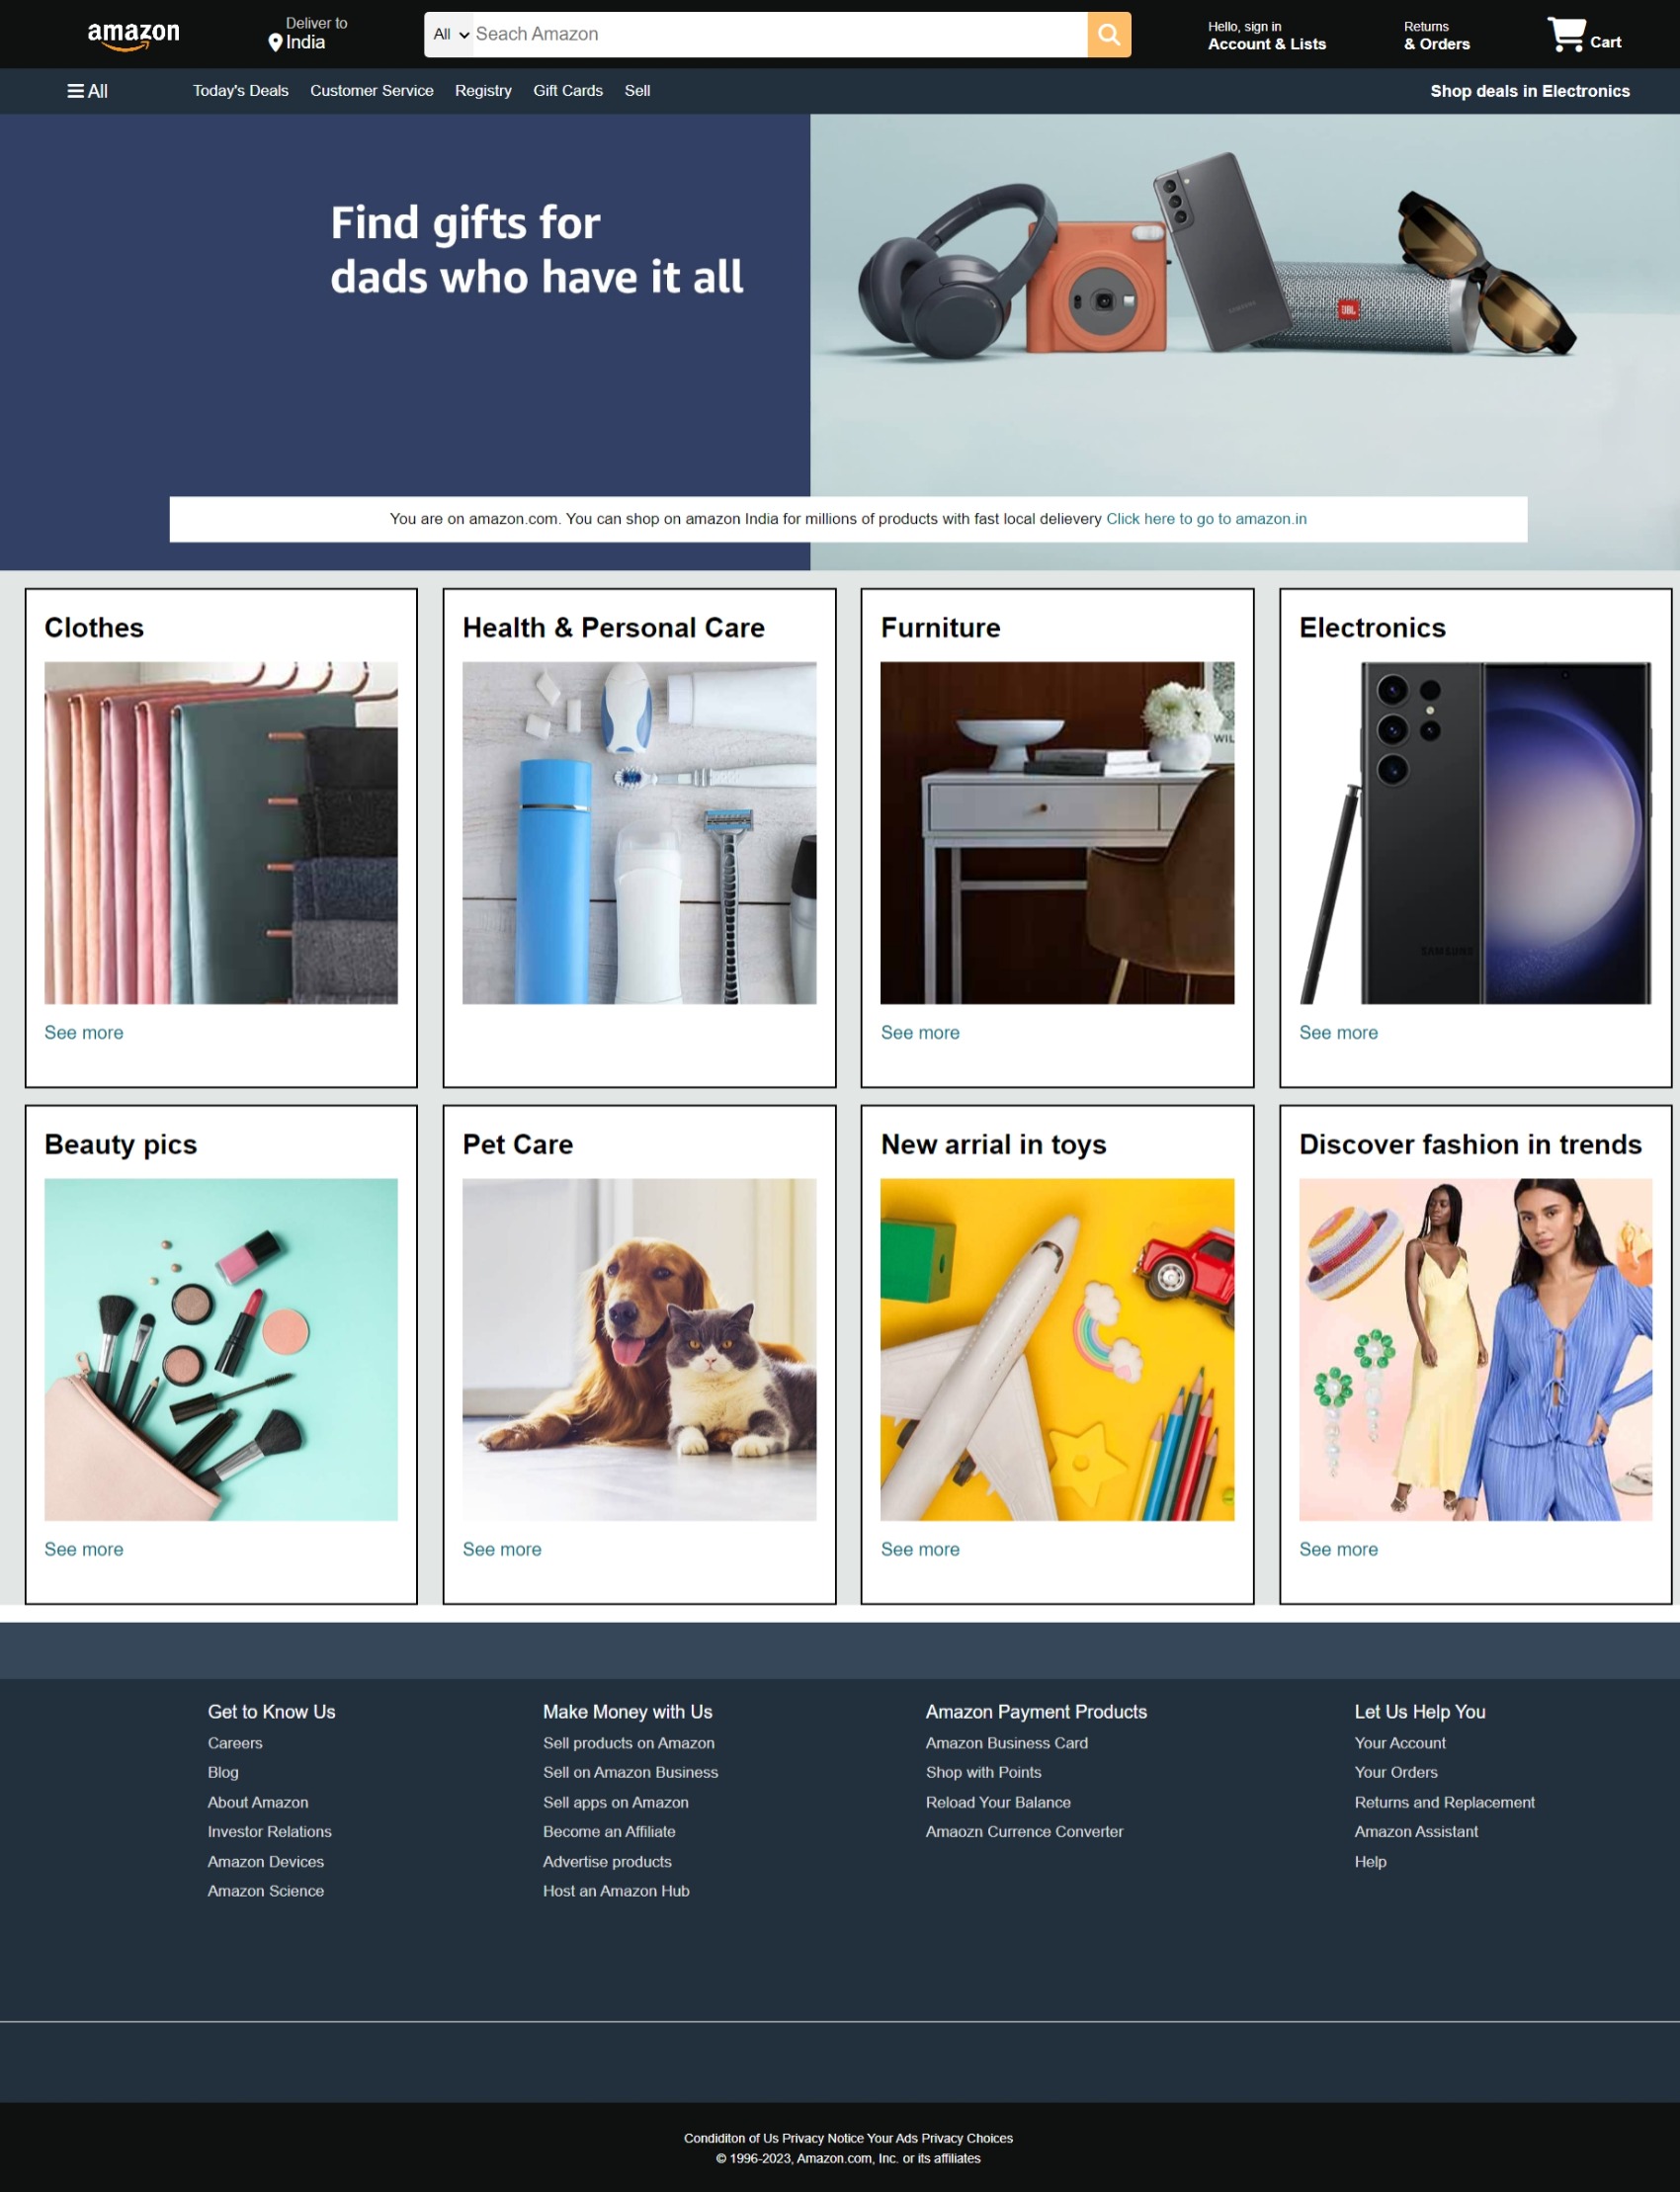 amazon
Deliver to
India
All
Seach Amazon
Hello, sign in
Account & Lists
Returns
& Orders
Cart
All
Today's Deals
Customer Service
Registry
Gift Cards
Sell
Shop deals in Electronics
Find gifts for
dads who have it all
SAMSUNG
JBL
You are on amazon.com. You can shop on amazon India for millions of products with fast local delievery Click here to go to amazon.in
Clothes
Health & Personal Care
Furniture
Electronics
WIL
SAMSUNG
See more
See more
See more
Beauty pics
Pet Care
New arrial in toys
Discover fashion in trends
See more
See more
See more
See more
Get to Know Us
Careers
Blog
About Amazon
Investor Relations
Amazon Devices
Amazon Science
Make Money with Us
Sell products on Amazon
Sell on Amazon Business
Sell apps on Amazon
Become an Affiliate
Advertise products
Host an Amazon Hub
Amazon Payment Products
Amazon Business Card
Shop with Points
Reload Your Balance
Amaozn Currence Converter
Let Us Help You
Your Account
Your Orders
Returns and Replacement
Amazon Assistant
Help
Condiditon of Us Privacy Notice Your Ads Privacy Choices
© 1996-2023, Amazon.com, Inc. or its affiliates